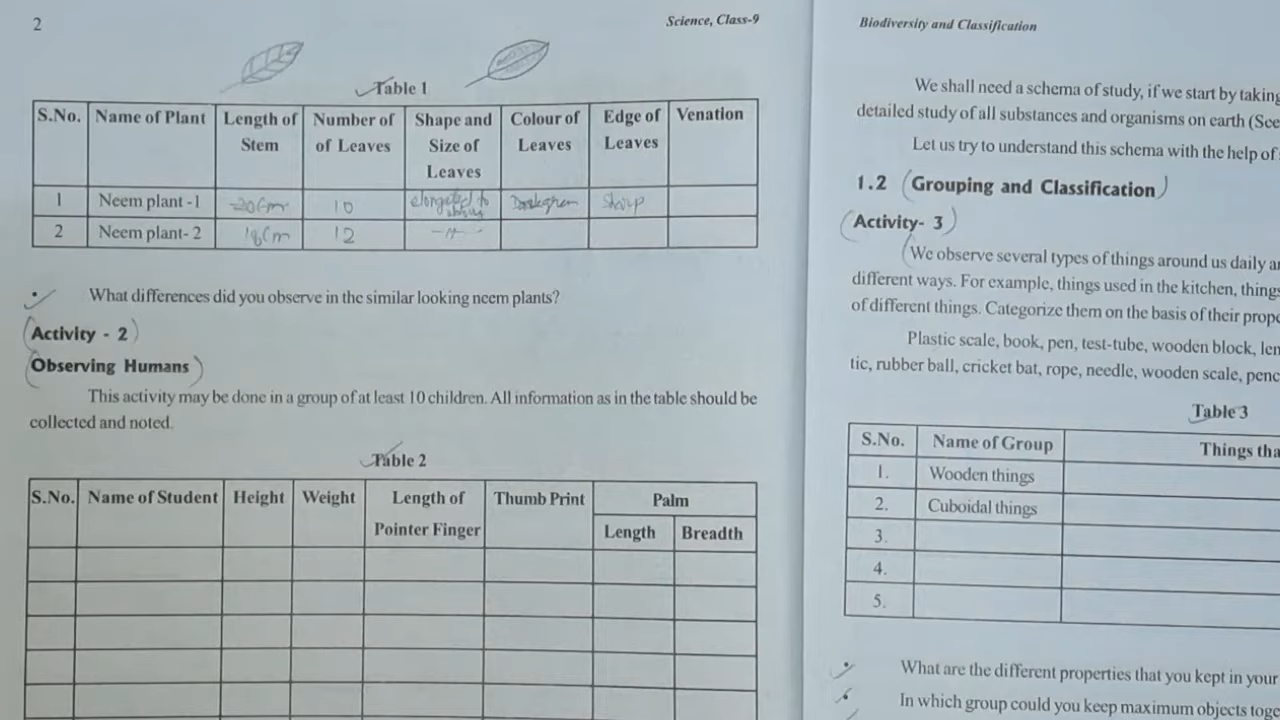 2
Science, Class-9
Table 1
S.No. Name of Plant Length of Stem Number of Leaves Shape and Size of Leaves Colour of Leaves Edge of Leaves Venation
1 Neem plant -1 20cm 10 elongated to Sharp
2 Neem plant- 2 18cm 12 -〃-
What differences did you observe in the similar looking neem plants?
Activity - 2
Observing Humans
This activity may be done in a group of at least 10 children. All information as in the table should be
collected and noted.
Table 2
S.No. Name of Student Height Weight Length of Pointer Finger Thumb Print Palm
Length Breadth
Biodiversity and Classification
We shall need a schema of study, if we start by taking
detailed study of all substances and organisms on earth (See
Let us try to understand this schema with the help of
1.2 (Grouping and Classification)
(Activity- 3)
(We observe several types of things around us daily
different ways. For example, things used in the kitchen, things
of different things. Categorize them on the basis of their
Plastic scale, book, pen, test-tube, wooden block,
tic, rubber ball, cricket bat, rope, needle, wooden scale,
Table 3
S.No. Name of Group Things
1. Wooden things
2. Cuboidal things
3.
4.
5.
What are the different properties that you kept in your
In which group could you keep maximum objects